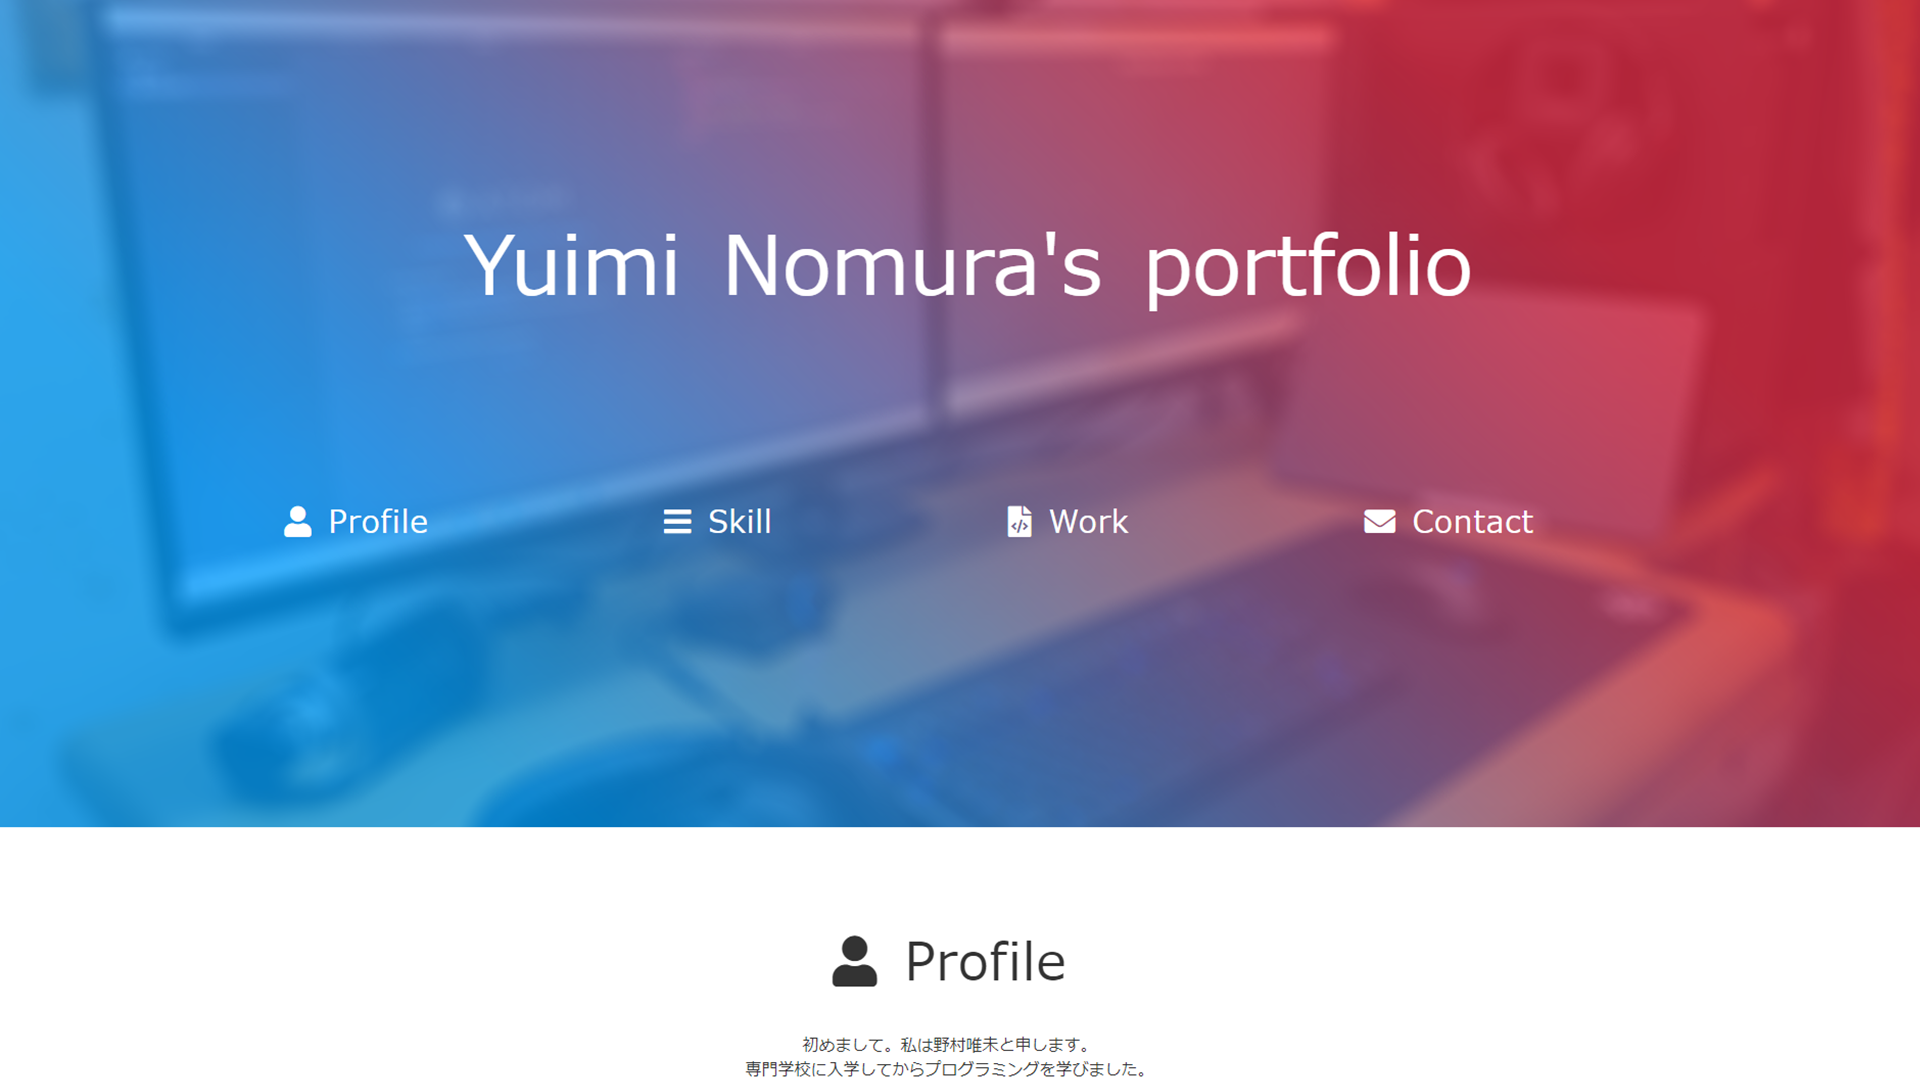 Yuimi Nomura's portfolio
Profile
Skill
Work
Contact
Profile
初めまして。私は野村唯未と申します。
専門学校に入学してからプログラミングを学びました。